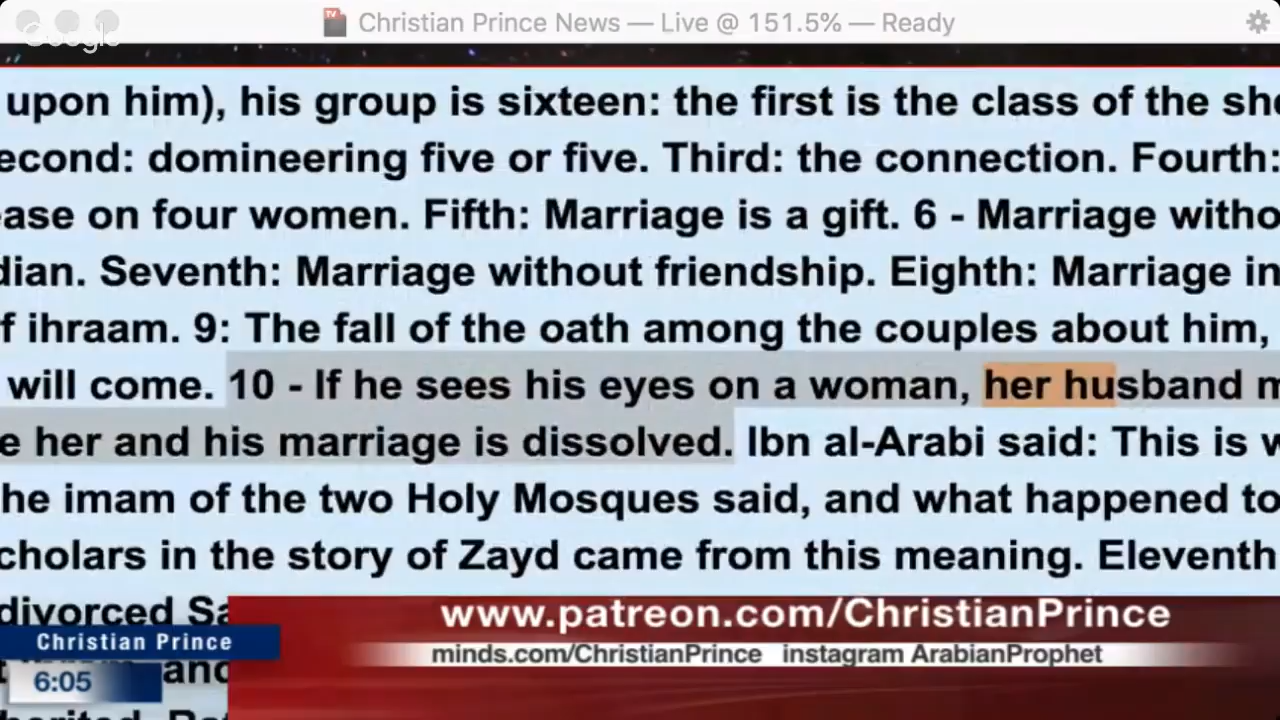 Christian Prince News — Live @ 151.5% — Ready
Google
upon him), his group is sixteen: the first is the class of the
econd: domineering five or five. Third: the connection. Fourth:
ease on four women. Fifth: Marriage is a gift. 6 - Marriage witho
dian. Seventh: Marriage without friendship. Eighth: Marriage in
f ihraam. 9: The fall of the oath among the couples about him,
will come. 10 - If he sees his eyes on a woman, her husband m
e her and his marriage is dissolved. Ibn al-Arabi said: This is w
he imam of the two Holy Mosques said, and what happened to
cholars in the story of Zayd came from this meaning. Eleventh
divorced Sa
www.patreon.com/ChristianPrince
Christian Prince
minds.com/ChristianPrince instagram ArabianProphet
and
6:05